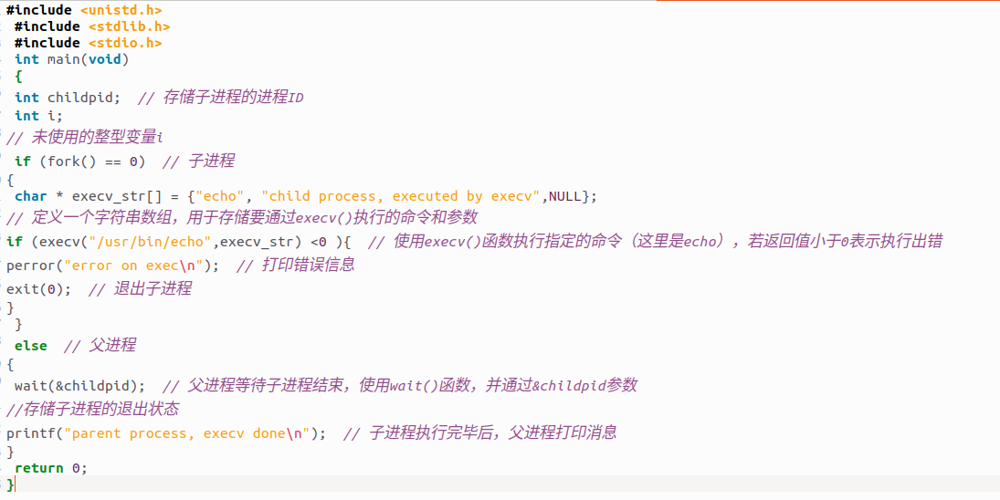 #include <unistd.h>
#include <stdlib.h>
#include <stdio.h>
int main(void)
{
int childpid;  // 存储子进程的进程ID
int i;
// 未使用的整型变量i
if (fork() == 0)  // 子进程
{
char * execv_str[] = {"echo", "child process, executed by execv",NULL};
// 定义一个字符串数组，用于存储要通过execv()执行的命令和参数
if (execv("/usr/bin/echo",execv_str) <0 ){  // 使用execv()函数执行指定的命令（这里是echo），若返回值小于0表示执行出错
perror("error on exec\n");  // 打印错误信息
exit(0);  // 退出子进程
}
}
else  // 父进程
{
wait(&childpid);  // 父进程等待子进程结束，使用wait()函数，并通过&childpid参数
//存储子进程的退出状态
printf("parent process, execv done\n");  // 子进程执行完毕后，父进程打印消息
}
return 0;
}